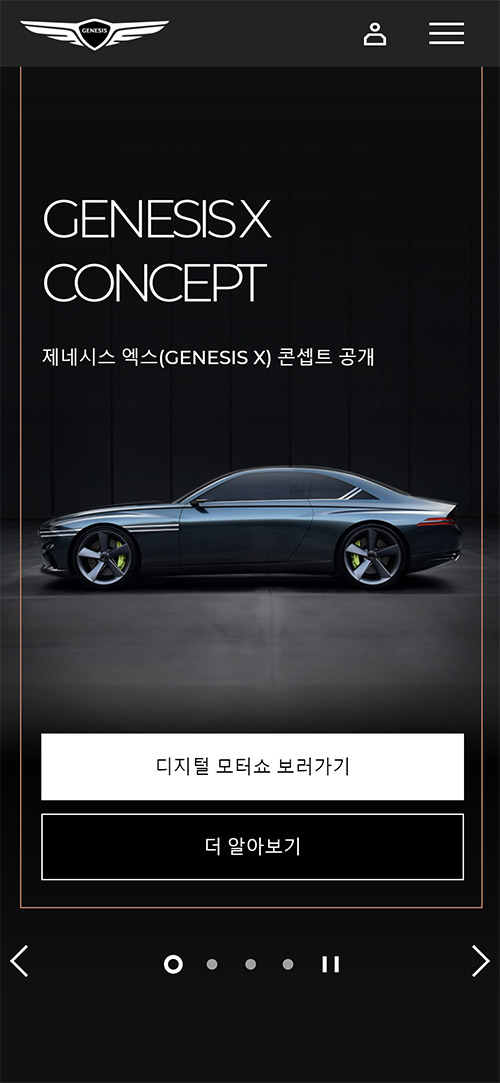 GENESIS
GENESIS X
CONCEPT
제네시스 엑스(GENESIS X) 콘셉트 공개
디지털 모터쇼 보러가기
더 알아보기